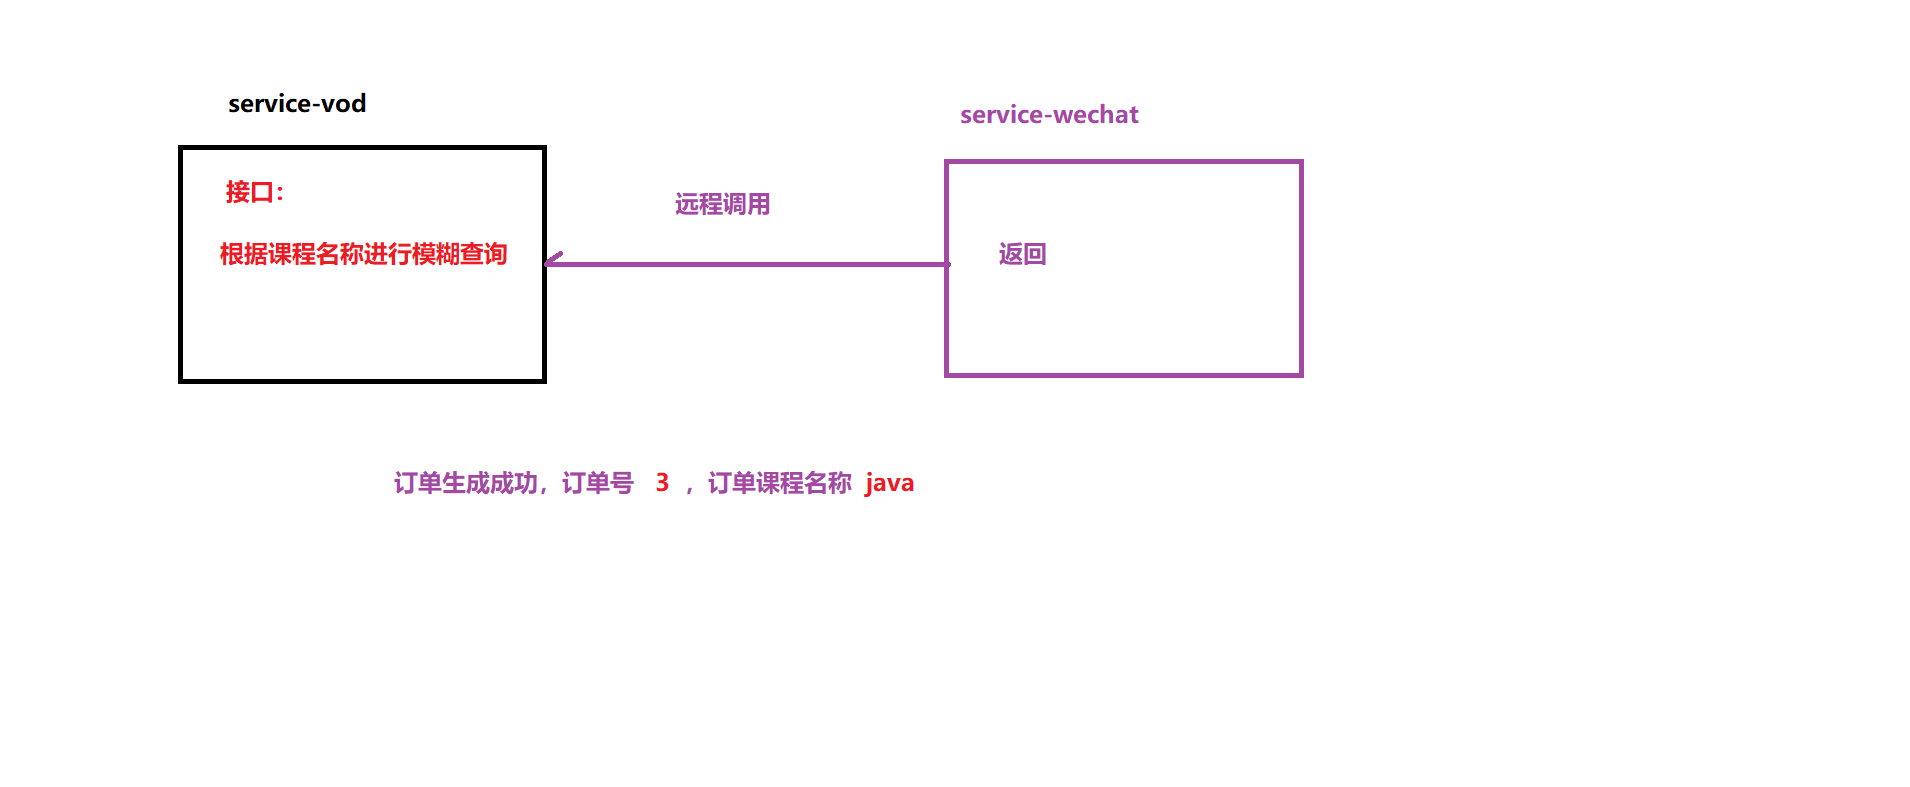 service-vod
service-wechat
接口：
远程调用
根据课程名称进行模糊查询
返回
订单生成成功，订单号 3 ，订单课程名称 java